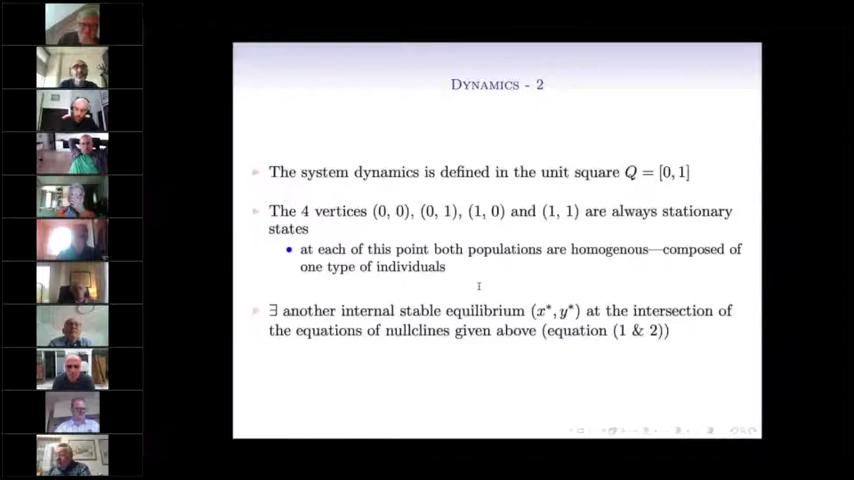 DYNAMICS - 2
The system dynamics is defined in the unit square Q = [0, 1]
The 4 vertices (0, 0), (0, 1), (1, 0) and (1, 1) are always stationary
states
at each of this point both populations are homogenous—composed of
one type of individuals
∃ another internal stable equilibrium (x*, y*) at the intersection of
the equations of nullclines given above (equation (1 & 2))